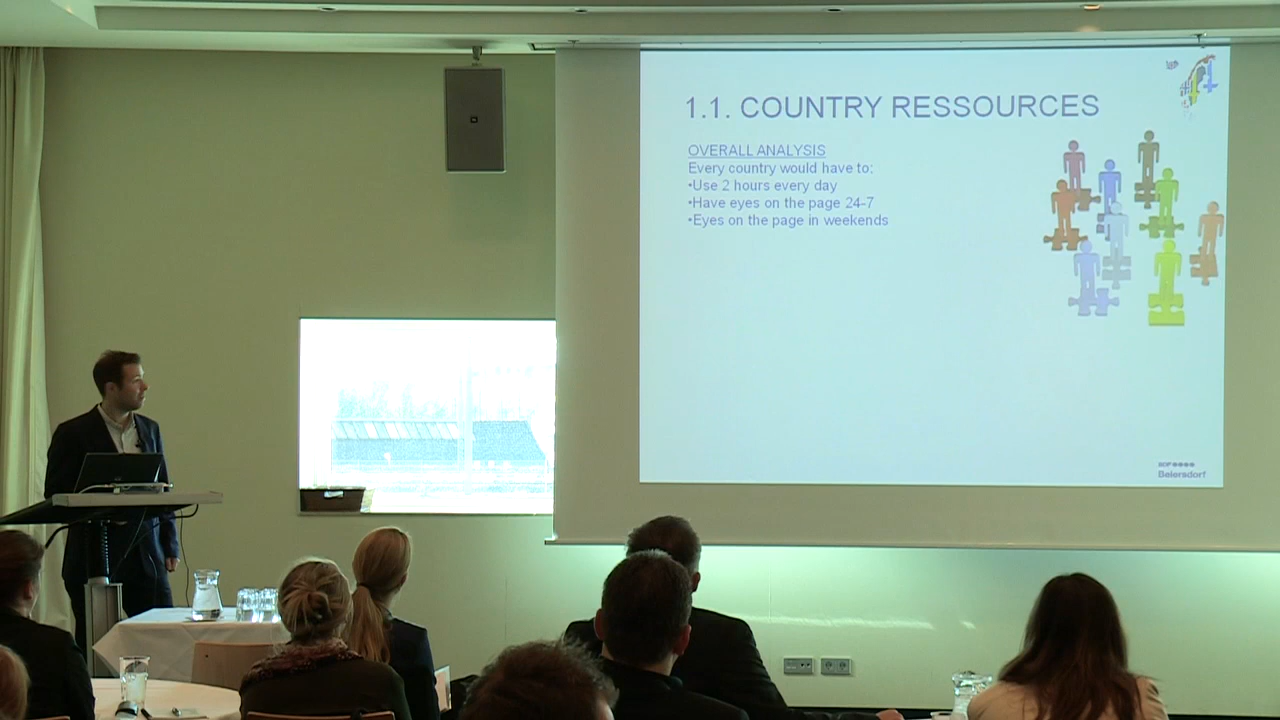 1.1. COUNTRY RESSOURCES
OVERALL ANALYSIS
Every country would have to:
•Use 2 hours every day
•Have eyes on the page 24-7
•Eyes on the page in weekends
BDF
Beiersdorf